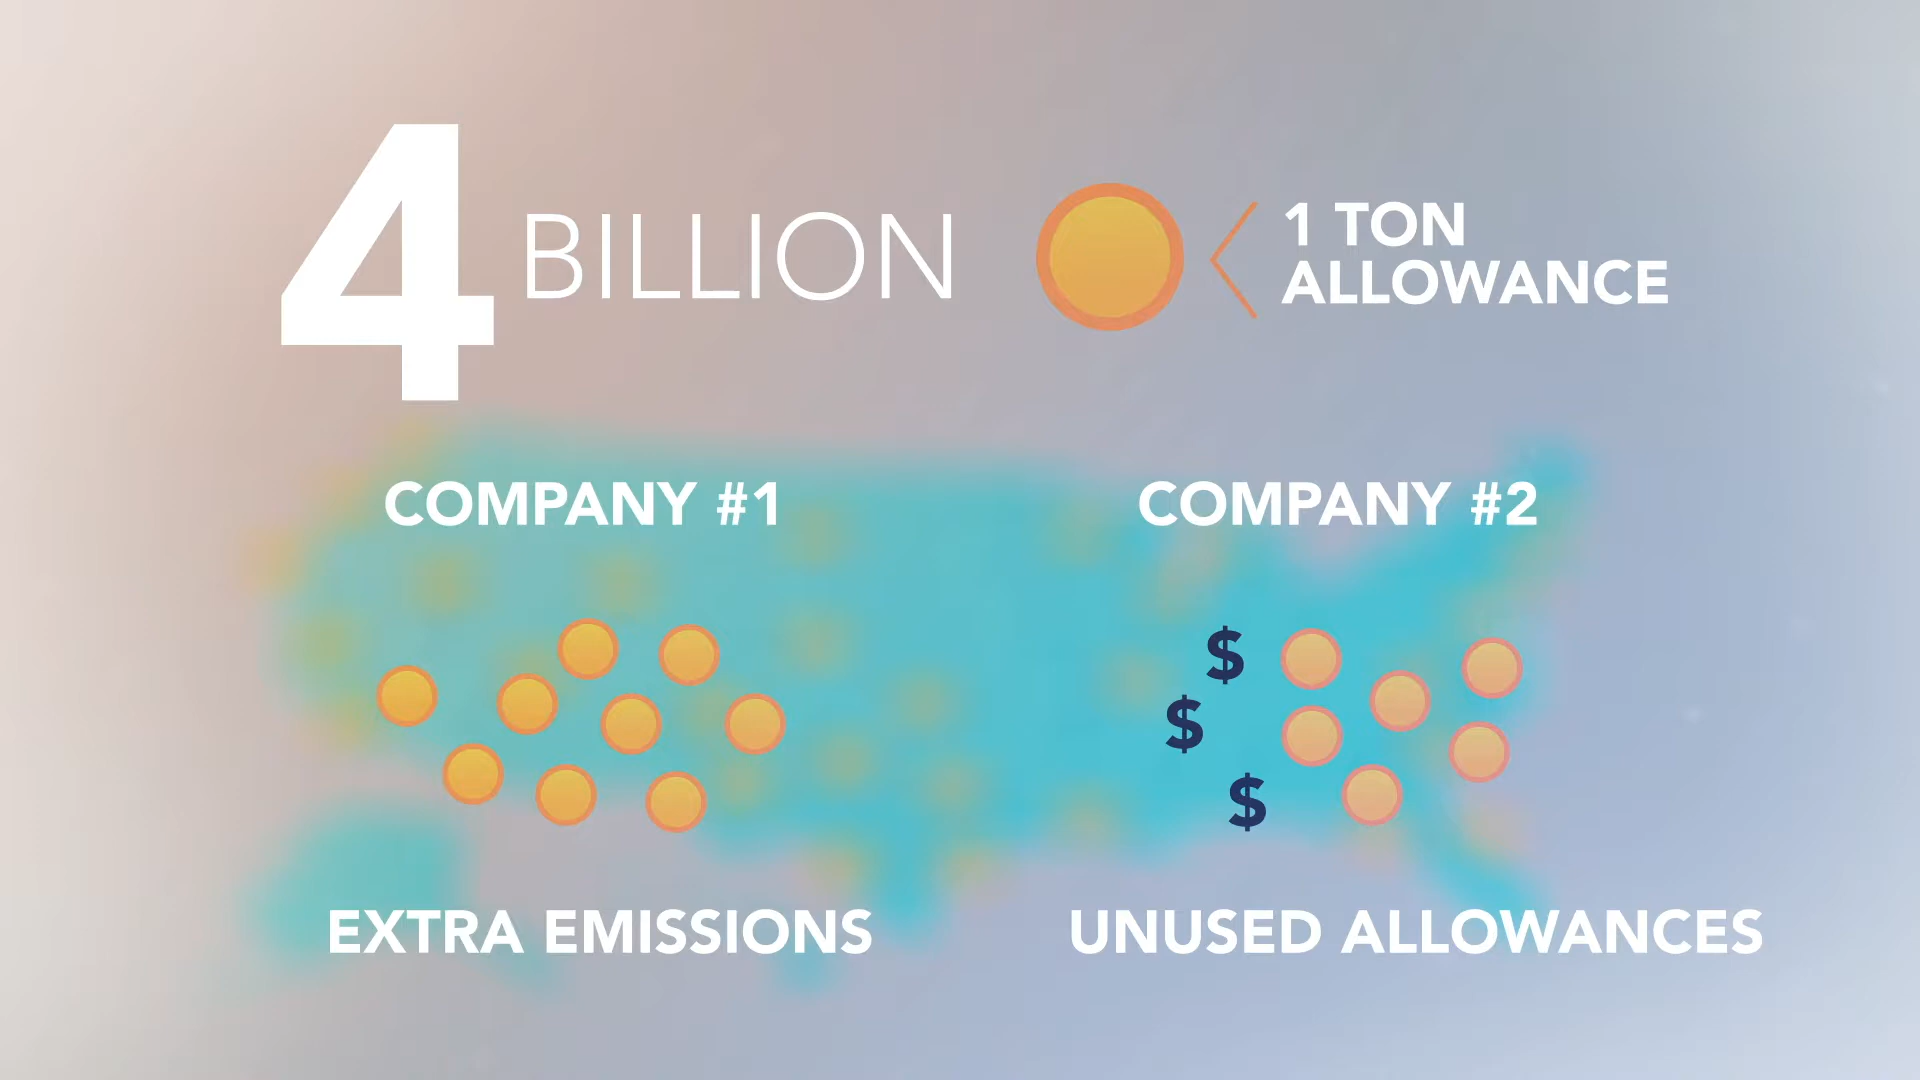 4 BILLION
1 TON
ALLOWANCE
COMPANY #1
COMPANY #2
$
$
$
EXTRA EMISSIONS
UNUSED ALLOWANCES